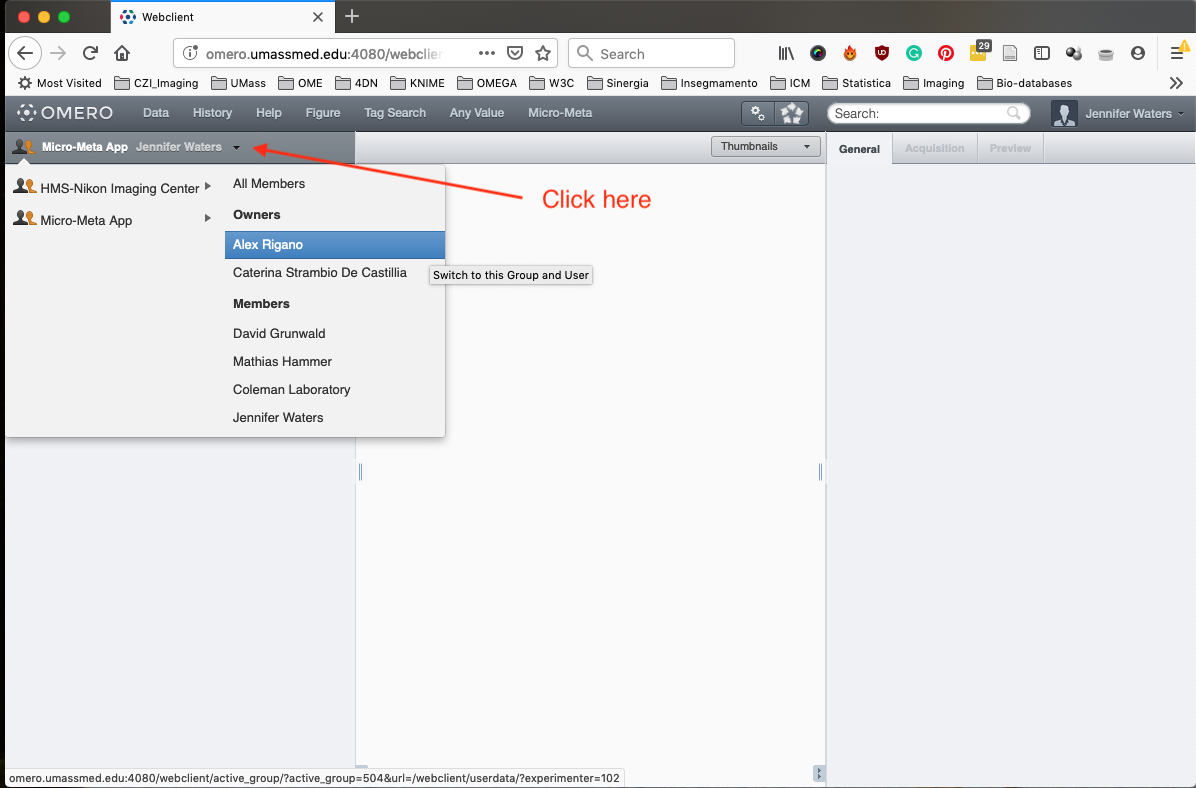 Webclient
omero.umassmed.edu:4080/webclien
Search
29
Most Visited CZI_Imaging UMass OME 4DN KNIME OMEGA W3C Sinergia Insegmamento ICM Statistica Imaging Bio-databases
OMERO Data History Help Figure Tag Search Any Value Micro-Meta Search: Jennifer Waters
Micro-Meta App Jennifer Waters
Thumbnails
General Acquisition Preview
HMS-Nikon Imaging Center
Micro-Meta App
All Members
Owners
Alex Rigano
Caterina Strambio De Castillia
Members
David Grunwald
Mathias Hammer
Coleman Laboratory
Jennifer Waters
Click here
Switch to this Group and User
omero.umassmed.edu:4080/webclient/active_group/?active_group=504&url=/webclient/userdata/?experimenter=102